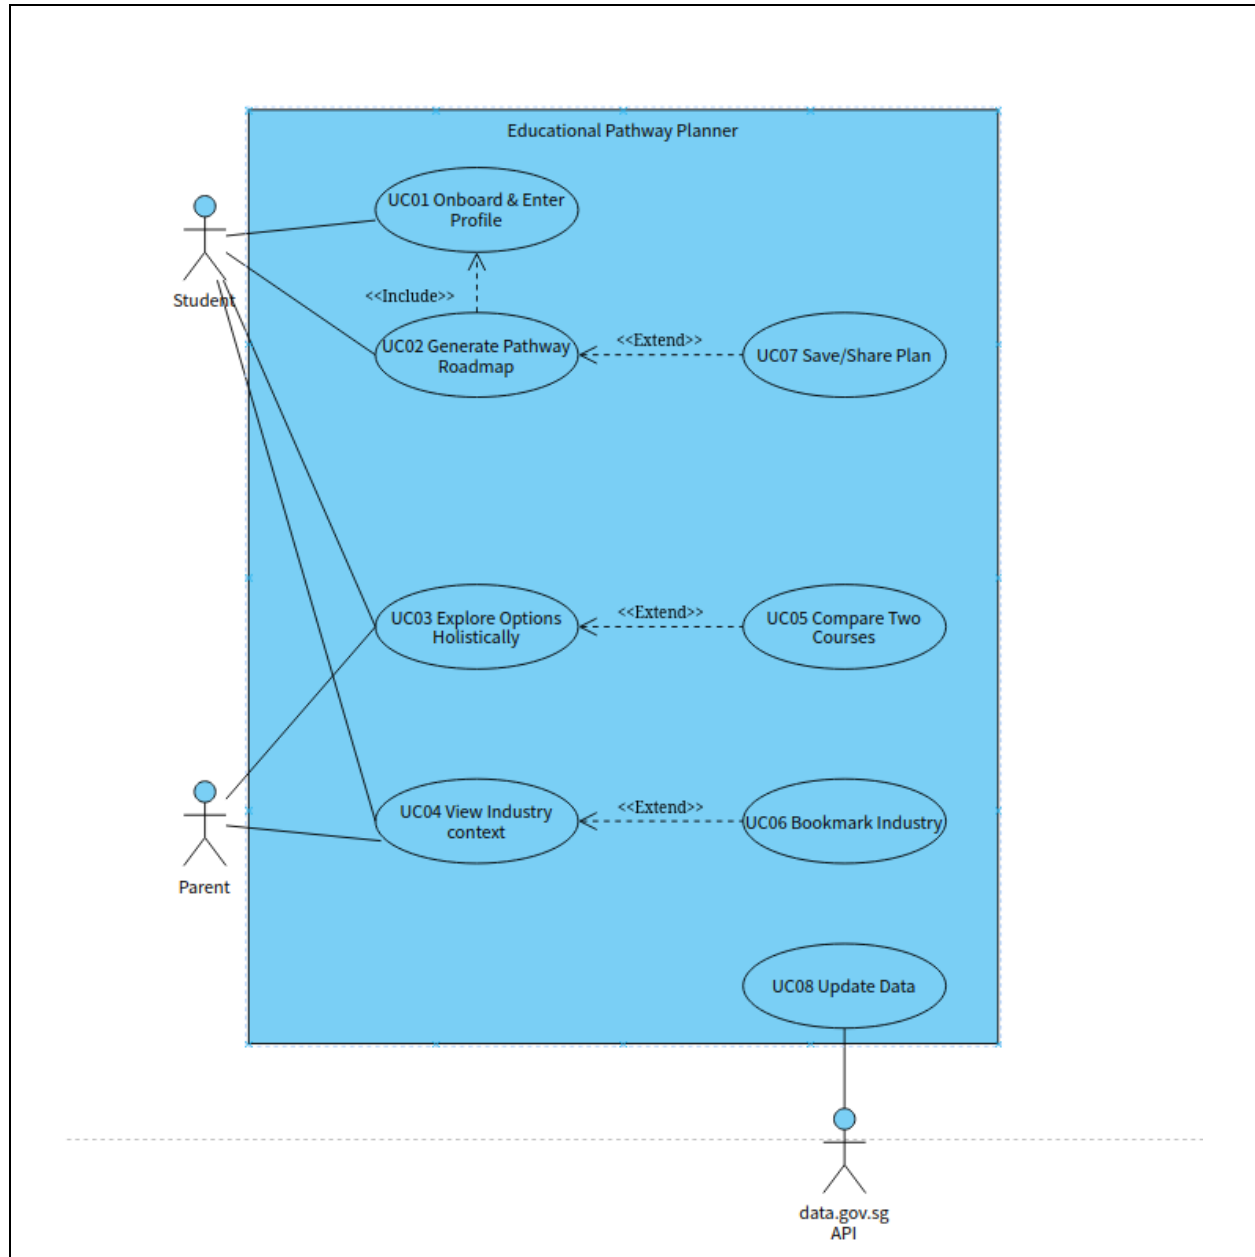 Educational Pathway Planner
UC01 Onboard & Enter
Profile
Student
<<Include>>
UC02 Generate Pathway
Roadmap
<<Extend>>
UC07 Save/Share Plan
UC03 Explore Options
Holistically
<<Extend>>
UC05 Compare Two
Courses
UC04 View Industry
context
<<Extend>>
UC06 Bookmark Industry
Parent
UC08 Update Data
data.gov.sg
API